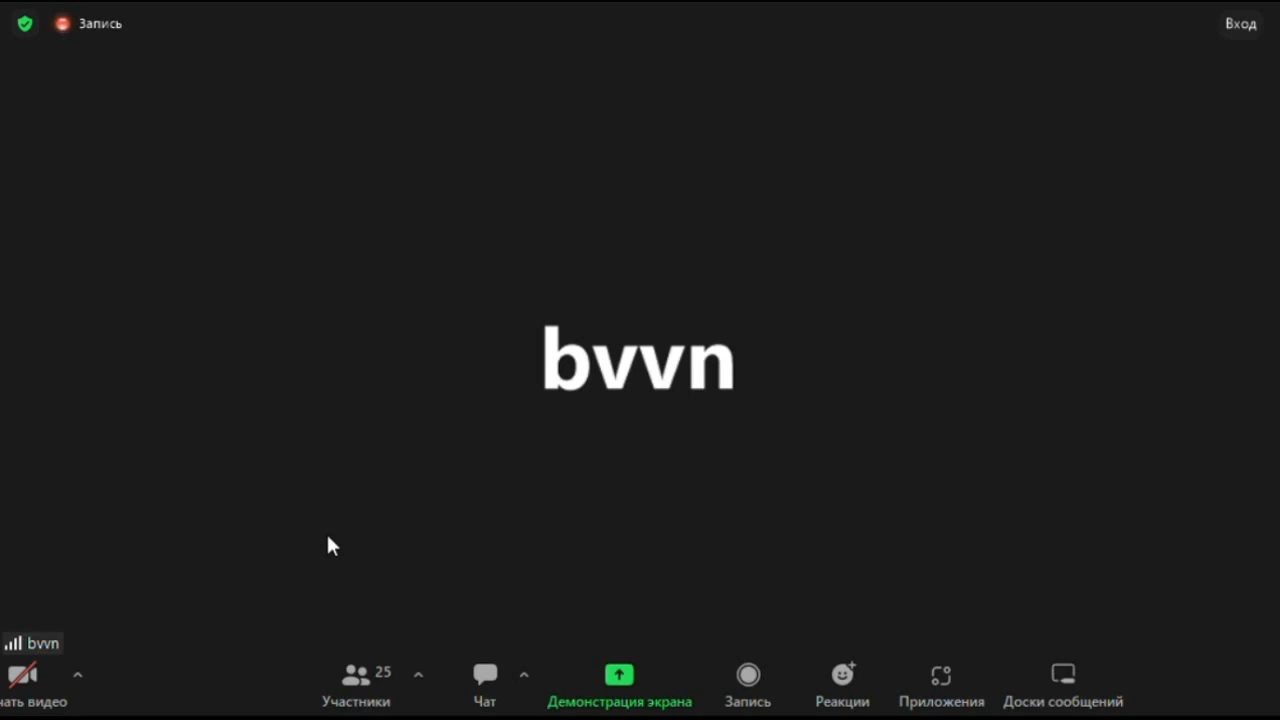 Запись
Вход
bvvn
bvvn
25
чать видео
Участники
Чат
Демонстрация экрана
Запись
Реакции
Приложения
Доски сообщений